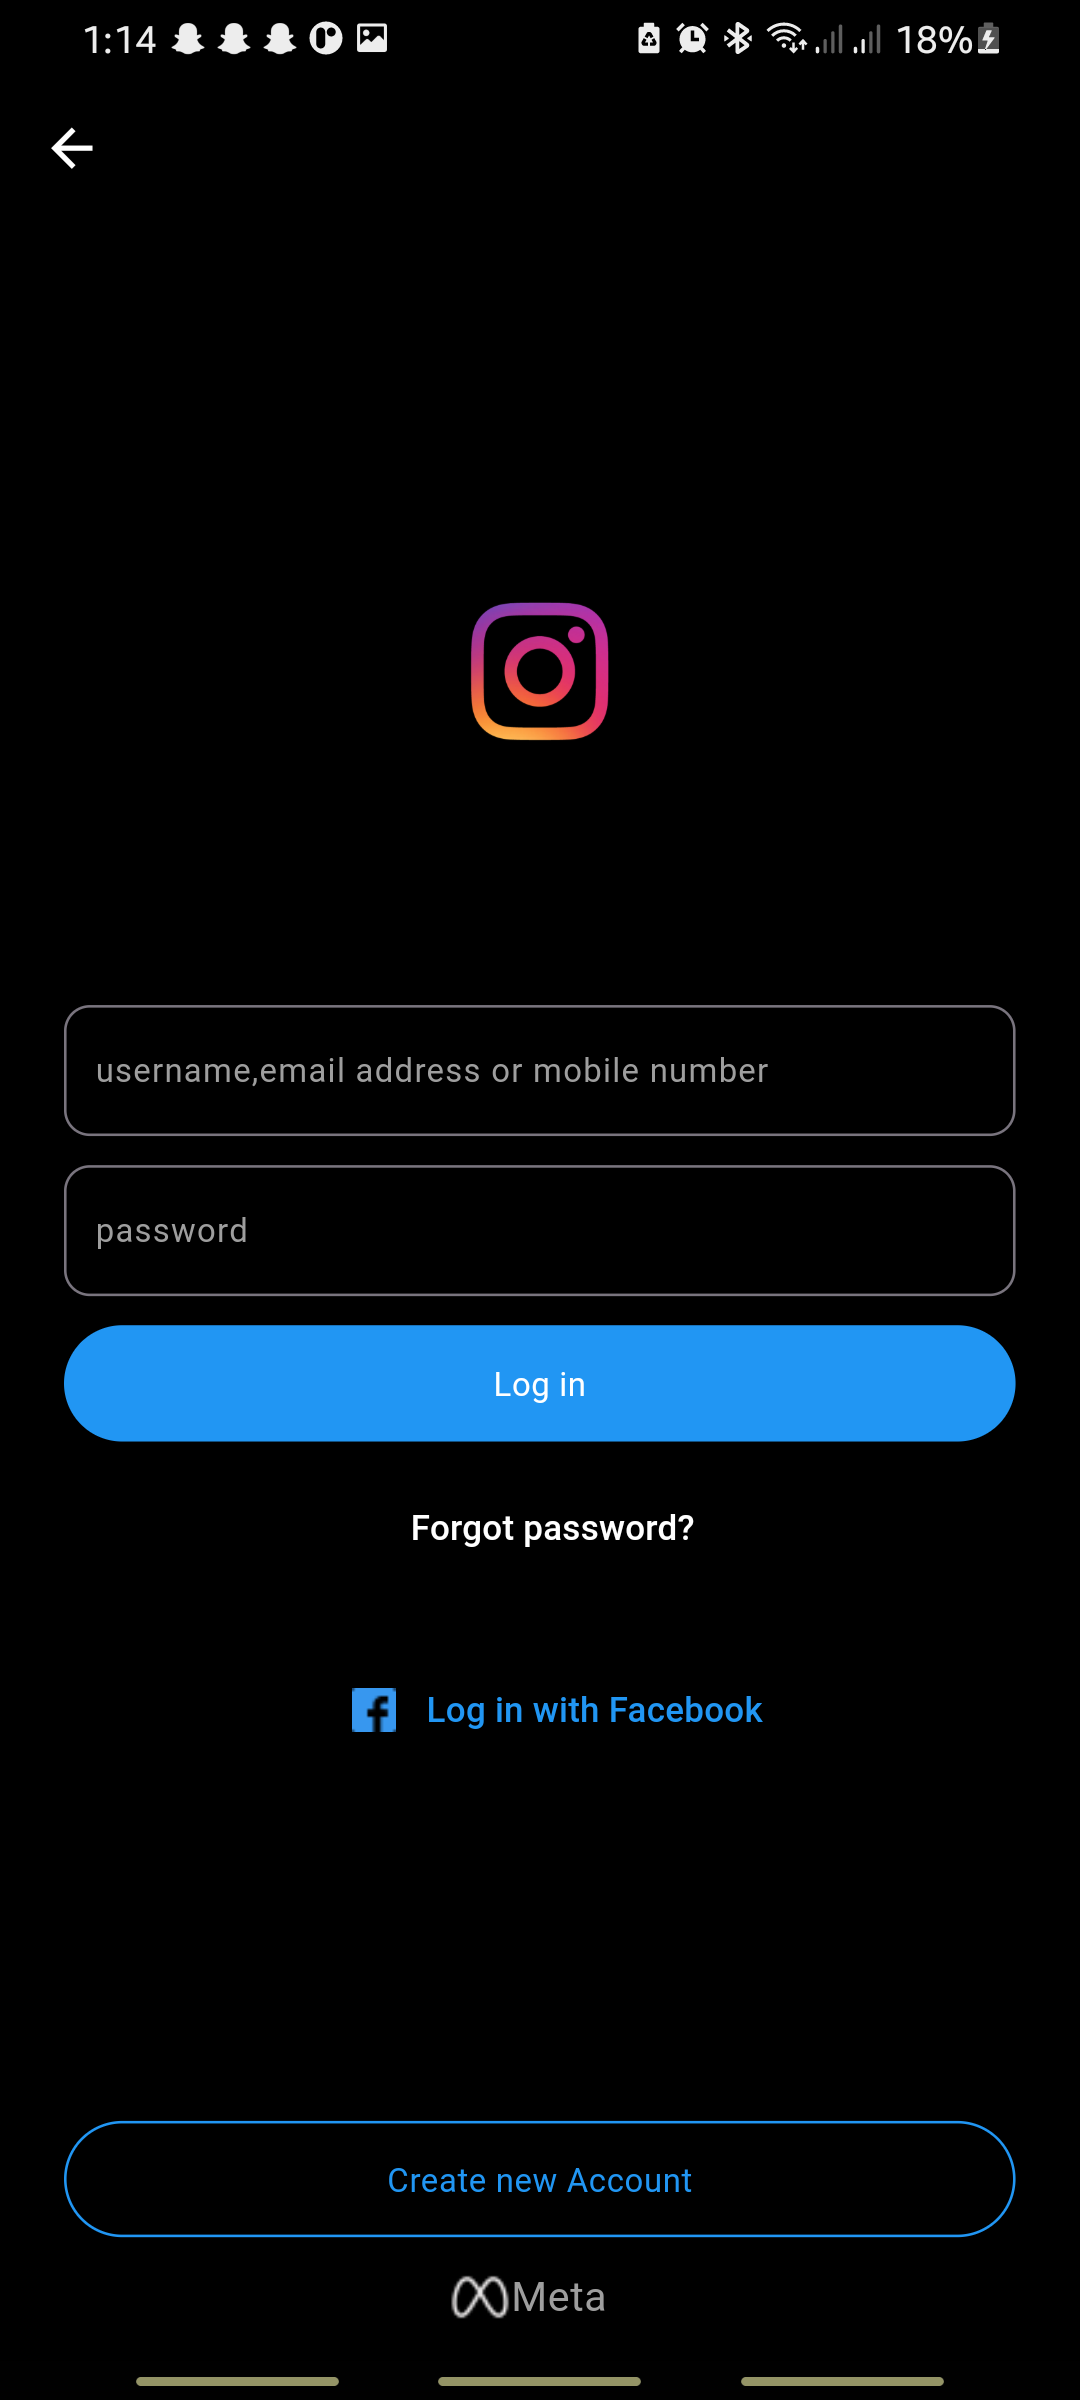 1:14 18%
username,email address or mobile number
password
Log in
Forgot password?
Log in with Facebook
Create new Account
Meta